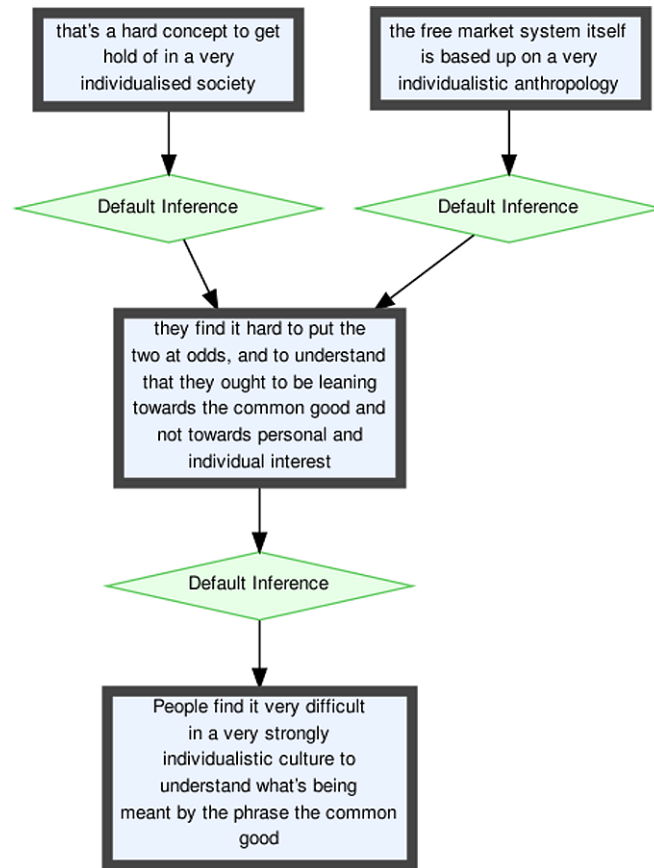 that's a hard concept to get
hold of in a very
individualised society
the free market system itself
is based up on a very
individualistic anthropology
Default Inference
Default Inference
they find it hard to put the
two at odds, and to understand
that they ought to be leaning
towards the common good and
not towards personal and
individual interest
Default Inference
People find it very difficult
in a very strongly
individualistic culture to
understand what's being
meant by the phrase the common
good